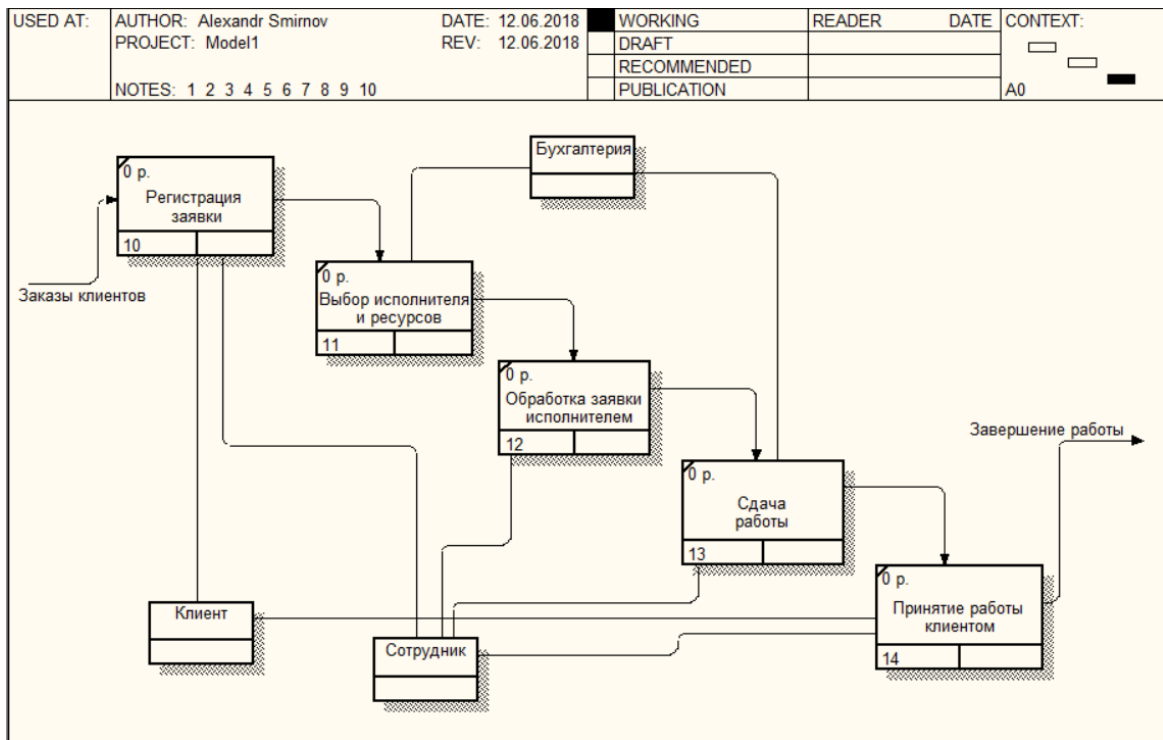 USED AT:
AUTHOR: Alexandr Smirnov
DATE: 12.06.2018
PROJECT: Model1
REV: 12.06.2018
NOTES: 1 2 3 4 5 6 7 8 9 10
WORKING
DRAFT
RECOMMENDED
PUBLICATION
READER
DATE
CONTEXT:
A0
Бухгалтерия
0 р.
Регистрация
заявки
10
Заказы клиентов
0 р.
Выбор исполнителя
и ресурсов
11
0 р.
Обработка заявки
исполнителем
12
Завершение работы
0 р.
Сдача
работы
13
0 р.
Принятие работы
клиентом
14
Клиент
Сотрудник